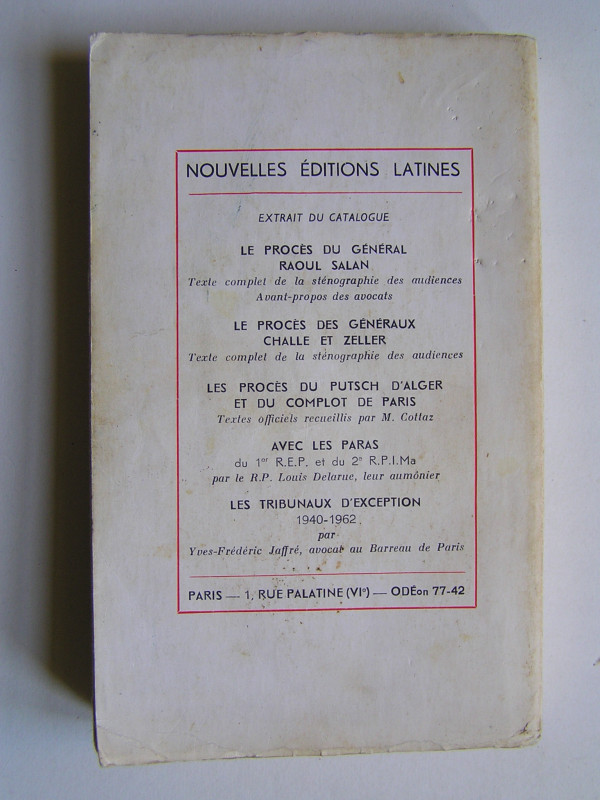 NOUVELLES ÉDITIONS LATINES
EXTRAIT DU CATALOGUE
LE PROCÈS DU GÉNÉRAL
RAOUL SALAN
Texte complet de la sténographie des audiences
Avant-propos des avocats
LE PROCÈS DES GÉNÉRAUX
CHALLE ET ZELLER
Texte complet de la sténographie des audiences
LES PROCÈS DU PUTSCH D'ALGER
ET DU COMPLOT DE PARIS
Textes officiels recueillis par M. Cottaz
AVEC LES PARAS
du 1er R.E.P. et du 2e R.P.I.Ma
par le R.P. Louis Delarue, leur aumônier
LES TRIBUNAUX D'EXCEPTION
1940-1962
par
Yves-Frédéric Jaffré, avocat au Barreau de Paris
PARIS — 1, RUE PALATINE (VIe) — ODÉon 77-42